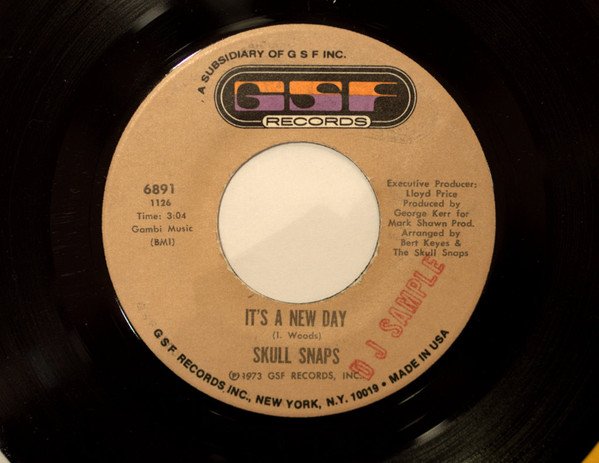 A SUBSIDIARY OF G S F INC.
GSF
RECORDS
6891
1126
Time: 3:04
Gambi Music
(BMI)
Executive Producer:
Lloyd Price
Produced by
George Kerr for
Mark Shawn Prod.
Arranged by
Bert Keyes &
The Skull Snaps
D J SAMPLE
IT'S A NEW DAY
(I. Woods)
SKULL SNAPS
Ⓟ1973 GSF RECORDS, INC.
GSF RECORDS, INC., NEW YORK, N.Y. 10019 • MADE IN USA